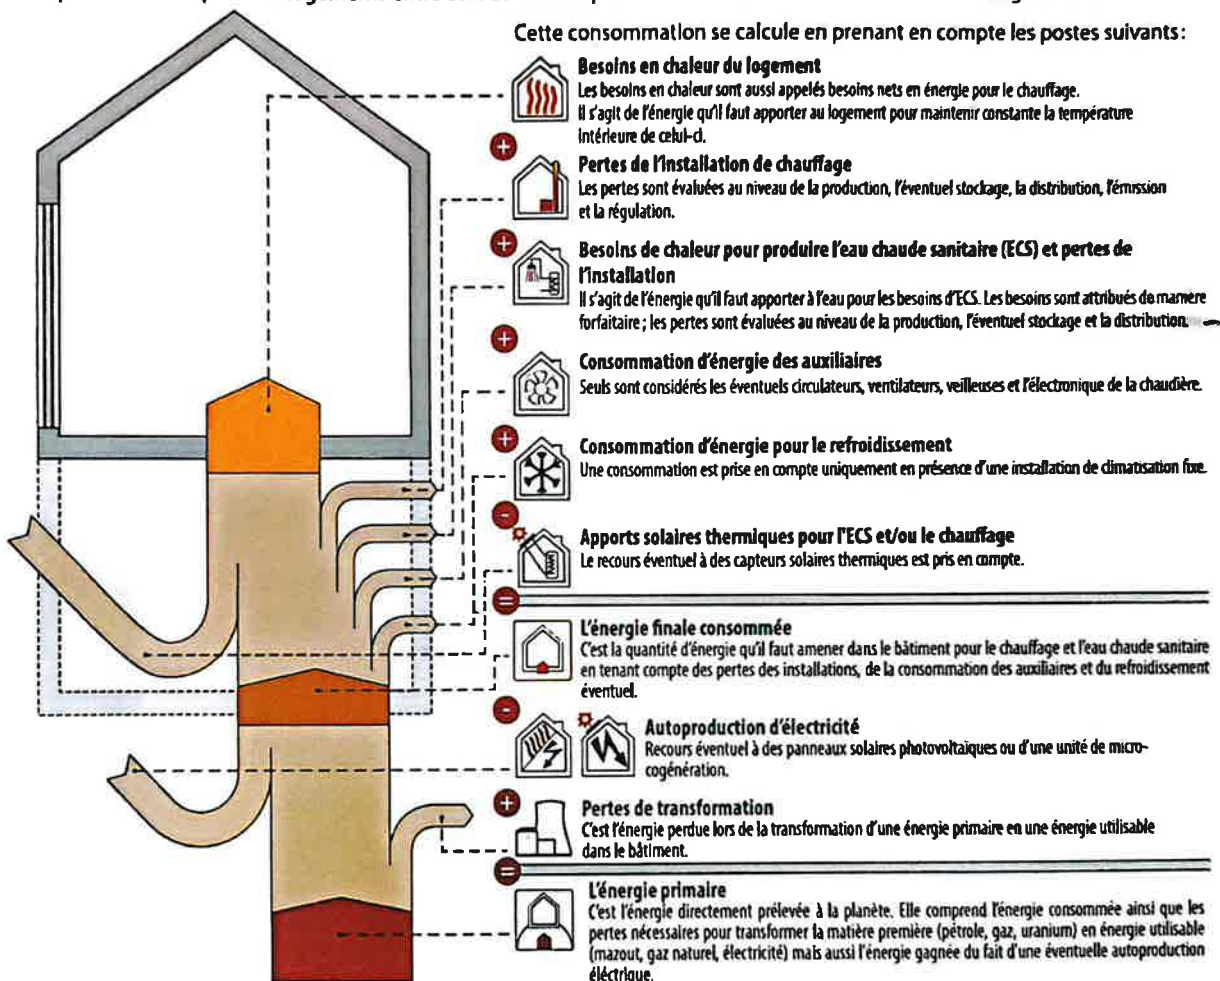 Cette consommation se calcule en prenant en compte les postes suivants:
Besoins en chaleur du logement
Les besoins en chaleur sont aussi appelés besoins nets en énergie pour le chauffage.
Il s'agit de l'énergie qu'il faut apporter au logement pour maintenir constante la température
intérieure de celui-ci.
+
Pertes de l'installation de chauffage
Les pertes sont évaluées au niveau de la production, l'éventuel stockage, la distribution, l'émission
et la régulation.
+
Besoins de chaleur pour produire l'eau chaude sanitaire (ECS) et pertes de
l'installation
Il s'agit de l'énergie qu'il faut apporter à l'eau pour les besoins d'ECS. Les besoins sont attribués de manière
forfaitaire ; les pertes sont évaluées au niveau de la production, l'éventuel stockage et la distribution.
+
Consommation d'énergie des auxiliaires
Seuls sont considérés les éventuels circulateurs, ventilateurs, veilleuses et l'électronique de la chaudière.
+
Consommation d'énergie pour le refroidissement
Une consommation est prise en compte uniquement en présence d'une installation de climatisation fixe.
-
Apports solaires thermiques pour l'ECS et/ou le chauffage
Le recours éventuel à des capteurs solaires thermiques est pris en compte.
=
L'énergie finale consommée
C'est la quantité d'énergie qu'il faut amener dans le bâtiment pour le chauffage et l'eau chaude sanitaire
en tenant compte des pertes des installations, de la consommation des auxiliaires et du refroidissement
éventuel.
-
Autoproduction d'électricité
Recours éventuel à des panneaux solaires photovoltaïques ou d'une unité de micro-
cogénération.
+
Pertes de transformation
C'est l'énergie perdue lors de la transformation d'une énergie primaire en une énergie utilisable
dans le bâtiment.
=
L'énergie primaire
C'est l'énergie directement prélevée à la planète. Elle comprend l'énergie consommée ainsi que les
pertes nécessaires pour transformer la matière première (pétrole, gaz, uranium) en énergie utilisable
(mazout, gaz naturel, électricité) mais aussi l'énergie gagnée du fait d'une éventuelle autoproduction
éléctrique.